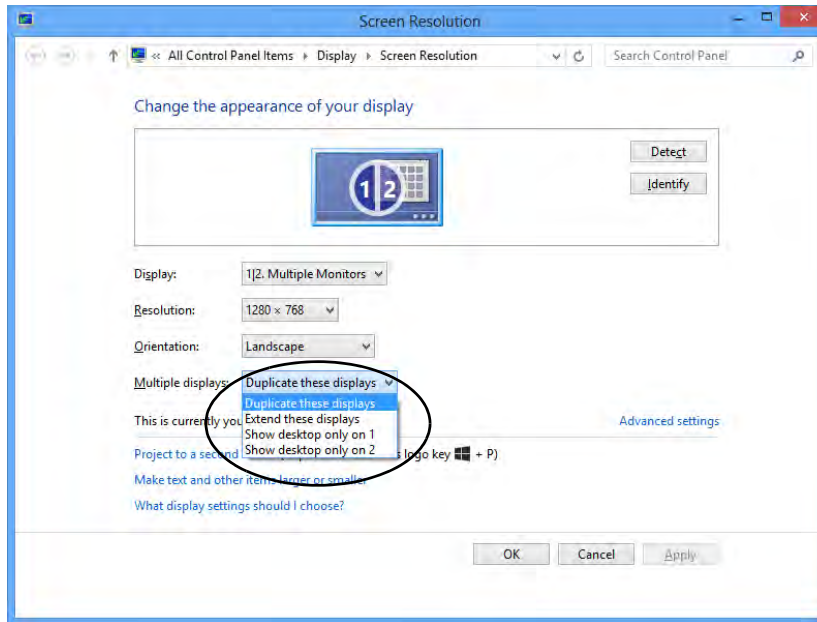 Screen Resolution
« All Control Panel Items Display Screen Resolution Search Control Panel
Change the appearance of your display
1 2
Detect
Identify
Display: 1|2. Multiple Monitors
Resolution: 1280 × 768
Orientation: Landscape
Multiple displays: Duplicate these displays
Duplicate these displays
Extend these displays
Show desktop only on 1
Show desktop only on 2
This is currently you Advanced settings
Project to a second logo key + P)
Make text and other items larger or smaller
What display settings should I choose?
OK Cancel Apply